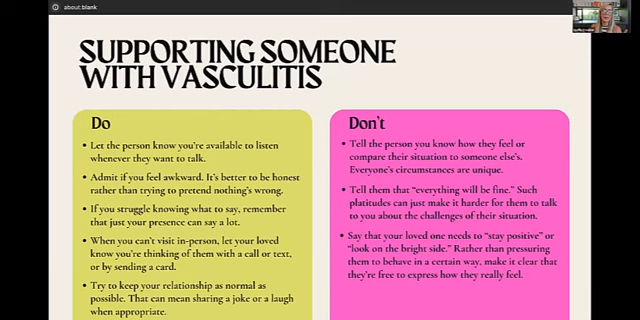 about:blank
SUPPORTING SOMEONE
WITH VASCULITIS
Do
• Let the person know you're available to listen
whenever they want to talk.
• Admit if you feel awkward. It's better to be honest
rather than trying to pretend nothing's wrong.
• If you struggle knowing what to say, remember
that just your presence can say a lot.
• When you can't visit in-person, let your loved
know you're thinking of them with a call or text,
or by sending a card.
• Try to keep your relationship as normal as
possible. That can mean sharing a joke or a laugh
when appropriate.
Don't
• Tell the person you know how they feel or
compare their situation to someone else's.
Everyone's circumstances are unique.
• Tell them that “everything will be fine.” Such
platitudes can just make it harder for them to talk
to you about the challenges of their situation.
• Say that your loved one needs to “stay positive” or
“look on the bright side.” Rather than pressuring
them to behave in a certain way, make it clear that
they're free to express how they really feel.